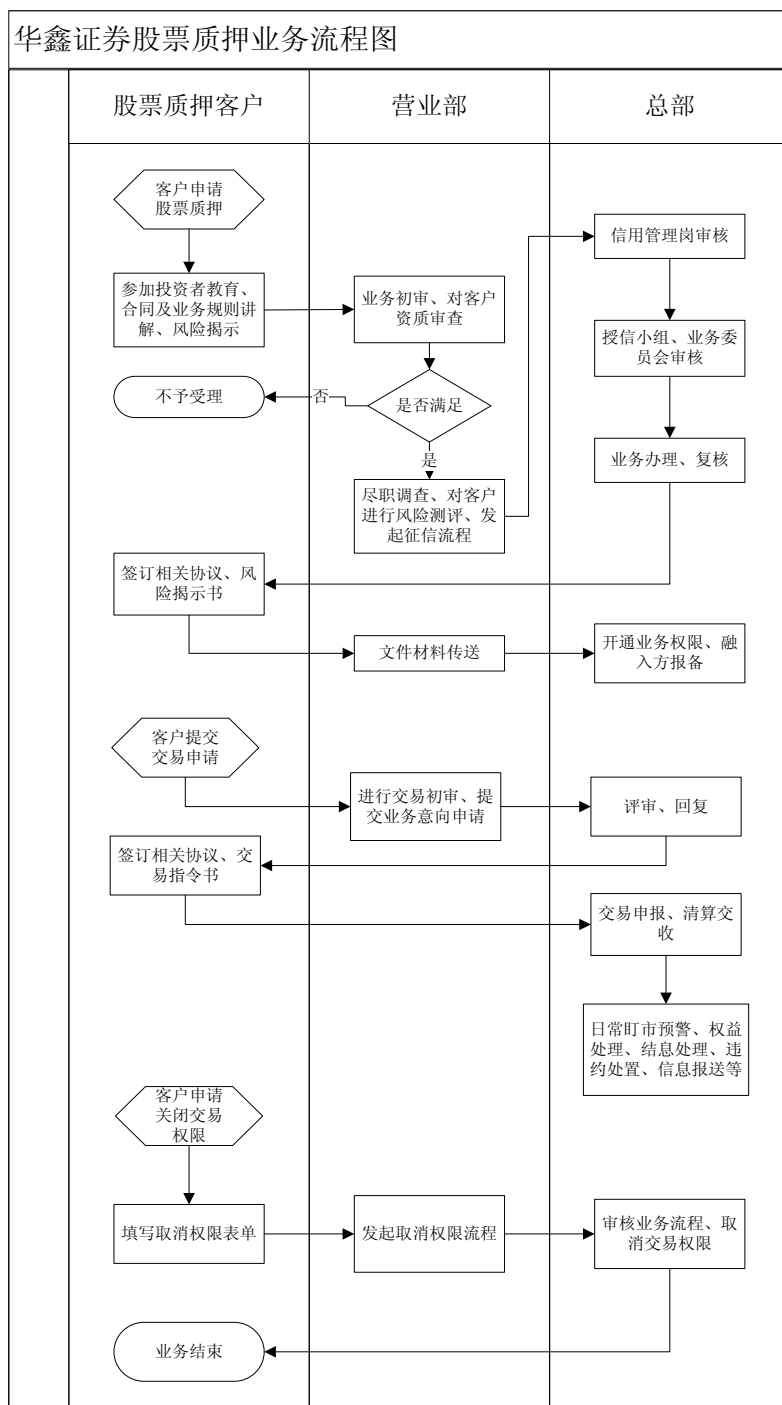 华鑫证券股票质押业务流程图
股票质押客户
营业部
总部
客户申请
股票质押
信用管理岗审核
参加投资者教育、
合同及业务规则讲
解、风险揭示
业务初审、对客户
资质审查
授信小组、业务委
员会审核
不予受理
否
是否满足
是
业务办理、复核
尽职调查、对客户
进行风险测评、发
起征信流程
签订相关协议、风
险揭示书
文件材料传送
开通业务权限、融
入方报备
客户提交
交易申请
进行交易初审、提
交业务意向申请
评审、回复
签订相关协议、交
易指令书
交易申报、清算交
收
日常盯市预警、权益
处理、结息处理、违
约处置、信息报送等
客户申请
关闭交易
权限
填写取消权限表单
发起取消权限流程
审核业务流程、取
消交易权限
业务结束